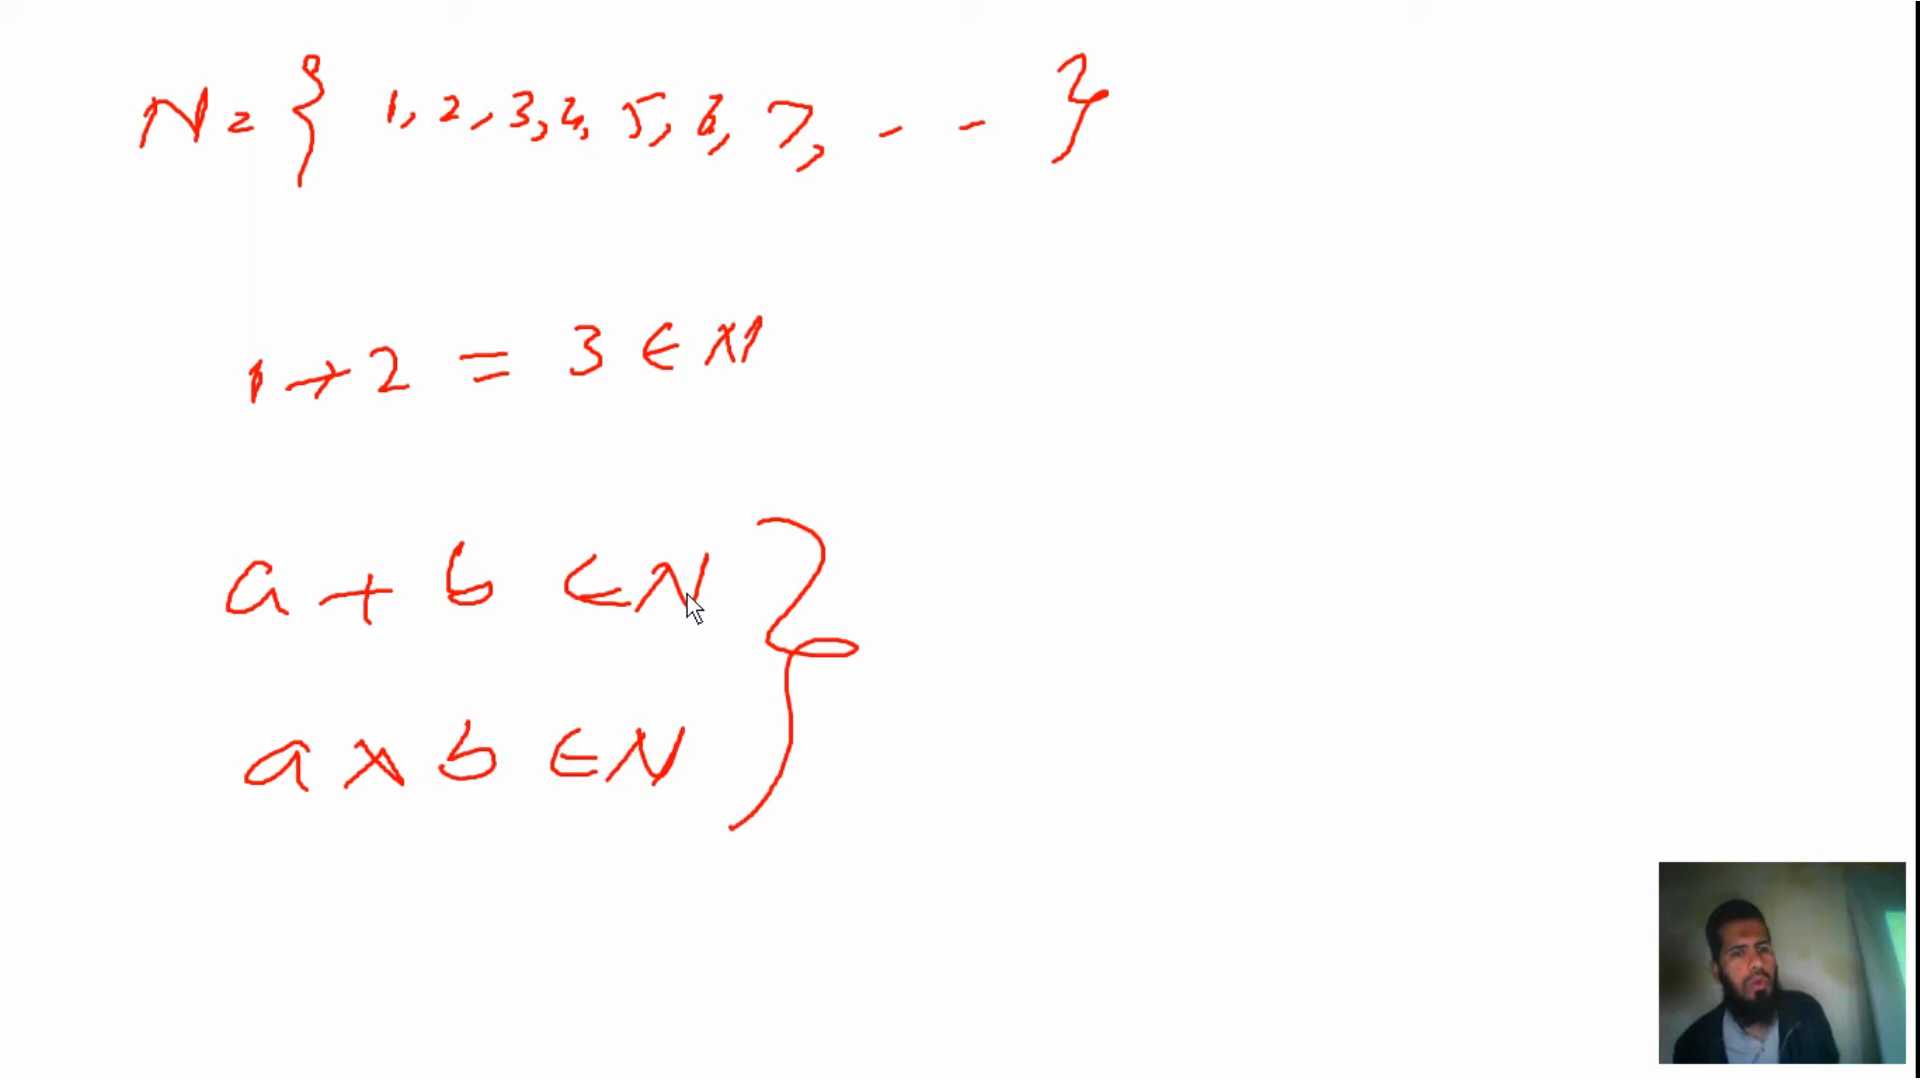 N = { 1, 2, 3, 4, 5, 6, 7, - - }
1 + 2 = 3 ∈ N
a + b ∈ N
a × b ∈ N }